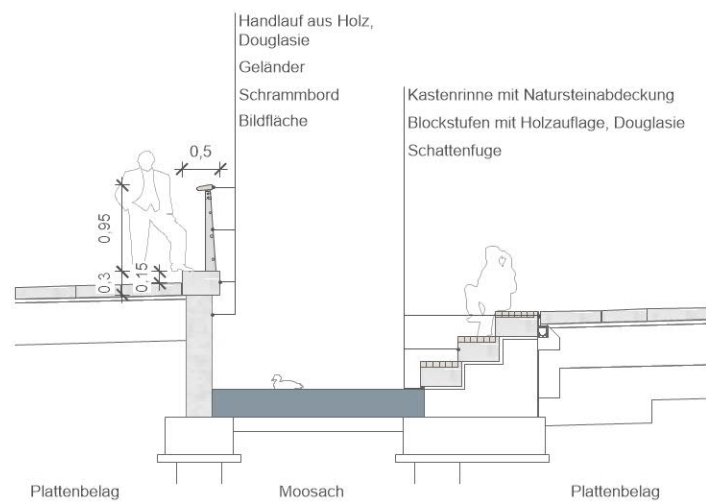 Handlauf aus Holz,
Douglasie
Geländer
Schrammbord
Bildfläche
Kastenrinne mit Natursteinabdeckung
Blockstufen mit Holzauflage, Douglasie
Schattenfuge
0,5
0,95
0,3
0,15
Plattenbelag
Moosach
Plattenbelag